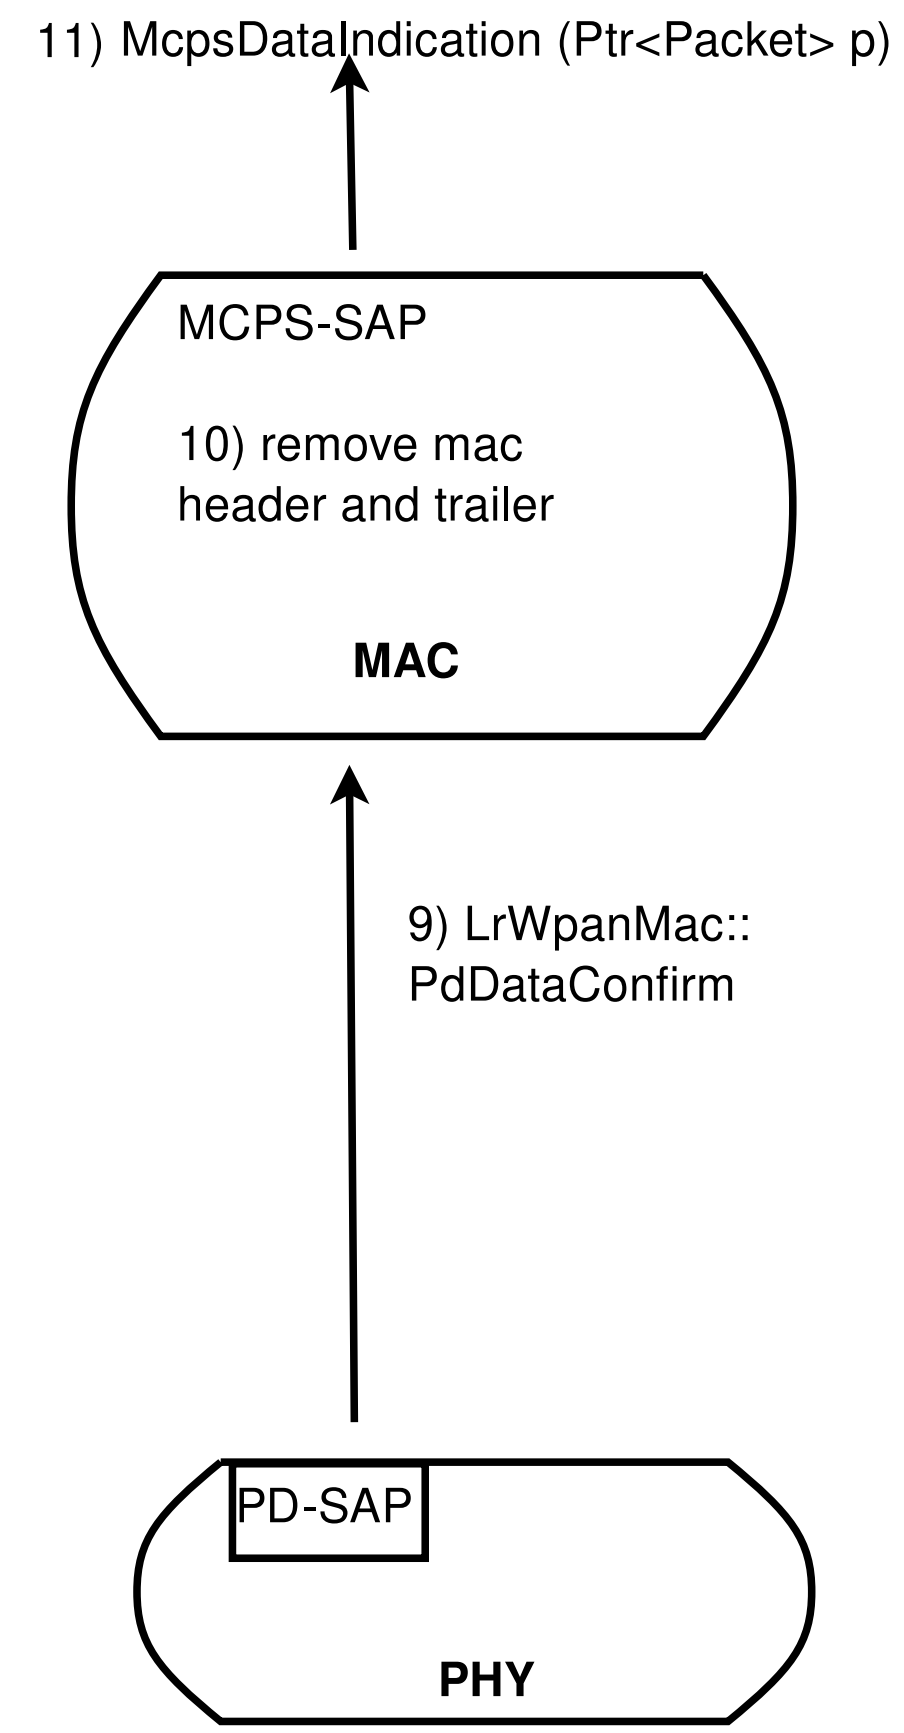 11) McpsDataIndication (Ptr<Packet> p)
MCPS-SAP
10) remove mac
header and trailer
MAC
9) LrWpanMac::
PdDataConfirm
PD-SAP
PHY